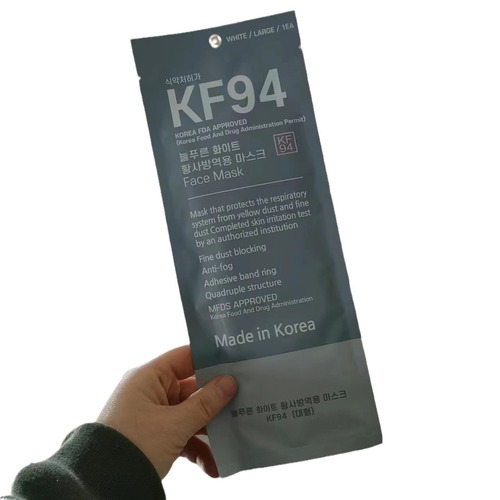 WHITE / LARGE / 1EA
식약처허가
KF94
KOREA FDA APPROVED
(Korea Food And Drug Administration Permit)
늘푸른 화이트
황사방역용 마스크
Face Mask
KF
94
Mask that protects the respiratory
system from yellow dust and fine
dust Completed skin irritation test
by an authorized institution
Fine dust blocking
Anti-fog
Adhesive band ring
Quadruple structure
MFDS APPROVED
Korea Food And Drug Administration
Made in Korea
늘푸른 화이트 황사방역용 마스크
KF94 (대형)